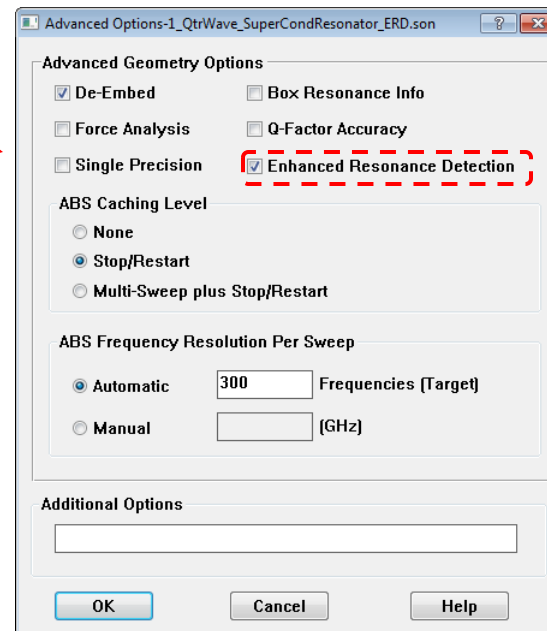 Advanced Options-1_QtrWave_SuperCondResonator_ERD.son
Advanced Geometry Options
De-Embed Box Resonance Info
Force Analysis Q-Factor Accuracy
Single Precision Enhanced Resonance Detection
ABS Caching Level
None
Stop/Restart
Multi-Sweep plus Stop/Restart
ABS Frequency Resolution Per Sweep
Automatic 300 Frequencies (Target)
Manual (GHz)
Additional Options
OK Cancel Help